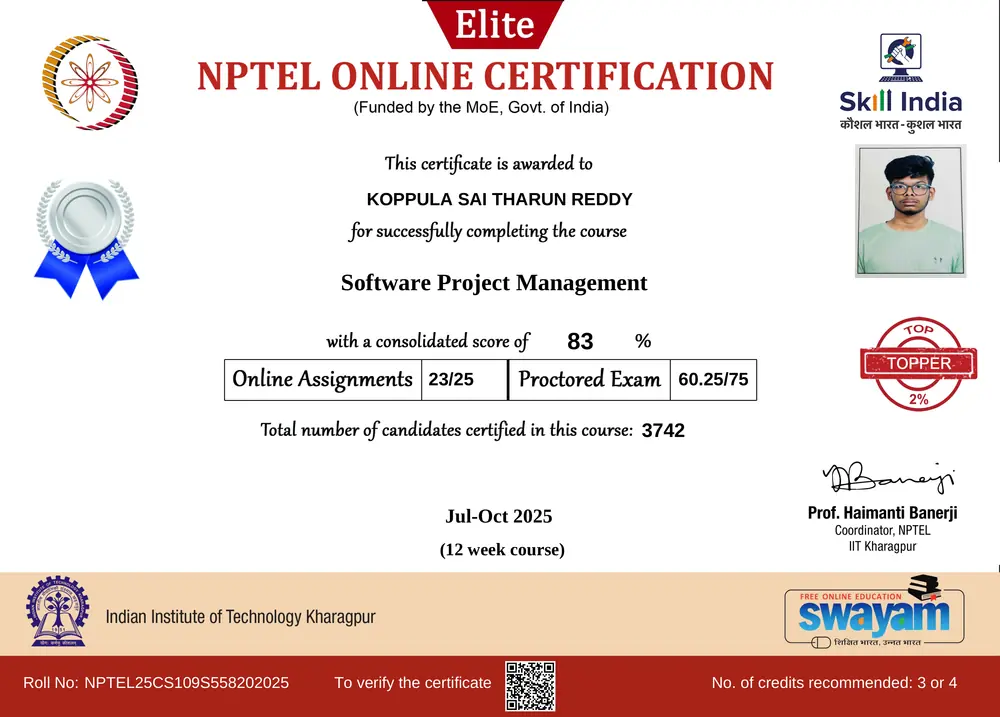 Elite
NPTEL ONLINE CERTIFICATION
(Funded by the MoE, Govt. of India)
Skill India
कौशल भारत - कुशल भारत
This certificate is awarded to
KOPPULA SAI THARUN REDDY
for successfully completing the course
Software Project Management
with a consolidated score of 83 %
Online Assignments 23/25 Proctored Exam 60.25/75
Total number of candidates certified in this course: 3742
TOP
TOPPER
2%
Jul-Oct 2025
(12 week course)
Prof. Haimanti Banerji
Coordinator, NPTEL
IIT Kharagpur
Indian Institute of Technology Kharagpur
FREE ONLINE EDUCATION
swayam
शिक्षित भारत, उन्नत भारत
Roll No: NPTEL25CS109S558202025 To verify the certificate No. of credits recommended: 3 or 4